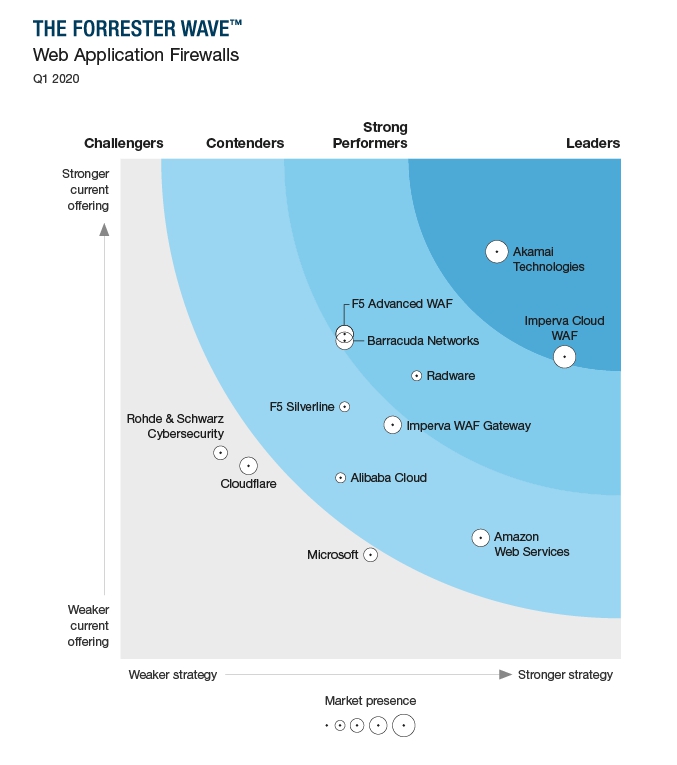 THE FORRESTER WAVE™
Web Application Firewalls
Q1 2020
Challengers
Contenders
Strong
Performers
Leaders
Stronger
current
offering
Akamai
Technologies
F5 Advanced WAF
Imperva Cloud
WAF
Barracuda Networks
Radware
F5 Silverline
Rohde & Schwarz
Cybersecurity
Imperva WAF Gateway
Cloudflare
Alibaba Cloud
Amazon
Web Services
Microsoft
Weaker
current
offering
Weaker strategy
Stronger strategy
Market presence